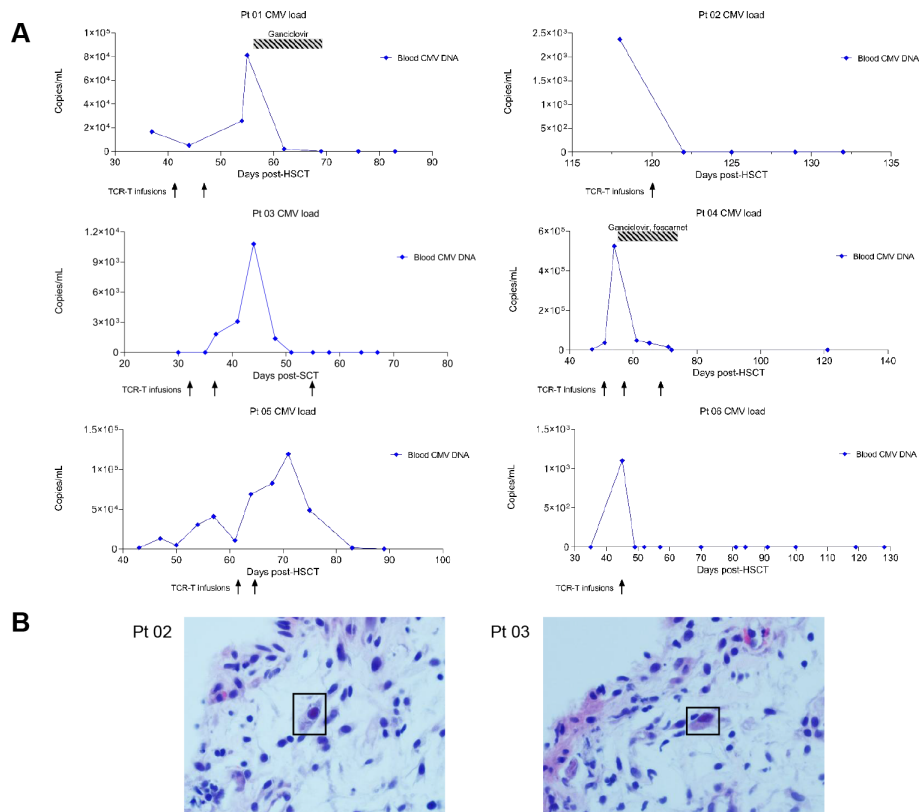 A
Pt 01 CMV load
Ganciclovir
Blood CMV DNA
Copies/mL
1×10⁵
8×10⁴
6×10⁴
4×10⁴
2×10⁴
0
30 40 50 60 70 80 90
Days post-HSCT
TCR-T infusions
Pt 02 CMV load
Blood CMV DNA
Copies/mL
2.5×10³
2.0×10³
1.5×10³
1.0×10³
5×10²
0
115 120 125 130 135
Days post-HSCT
TCR-T infusions
Pt 03 CMV load
Blood CMV DNA
Copies/mL
1.2×10⁴
9×10³
6×10³
3×10³
0
20 30 40 50 60 70 80
Days post-SCT
TCR-T infusions
Pt 04 CMV load
Ganciclovir, foscarnet
Blood CMV DNA
Copies/mL
6×10⁵
4×10⁵
2×10⁵
0
40 60 80 100 120 140
Days post-HSCT
TCR-T infusions
Pt 05 CMV load
Blood CMV DNA
Copies/mL
1.5×10⁵
1×10⁵
5×10⁴
0
40 50 60 70 80 90 100
Days post-HSCT
TCR-T Infusions
Pt 06 CMV load
Blood CMV DNA
Copies/mL
1.5×10³
1×10³
5×10²
0
30 40 50 60 70 80 90 100 110 120 130
Days post-HSCT
TCR-T infusions
B
Pt 02
Pt 03